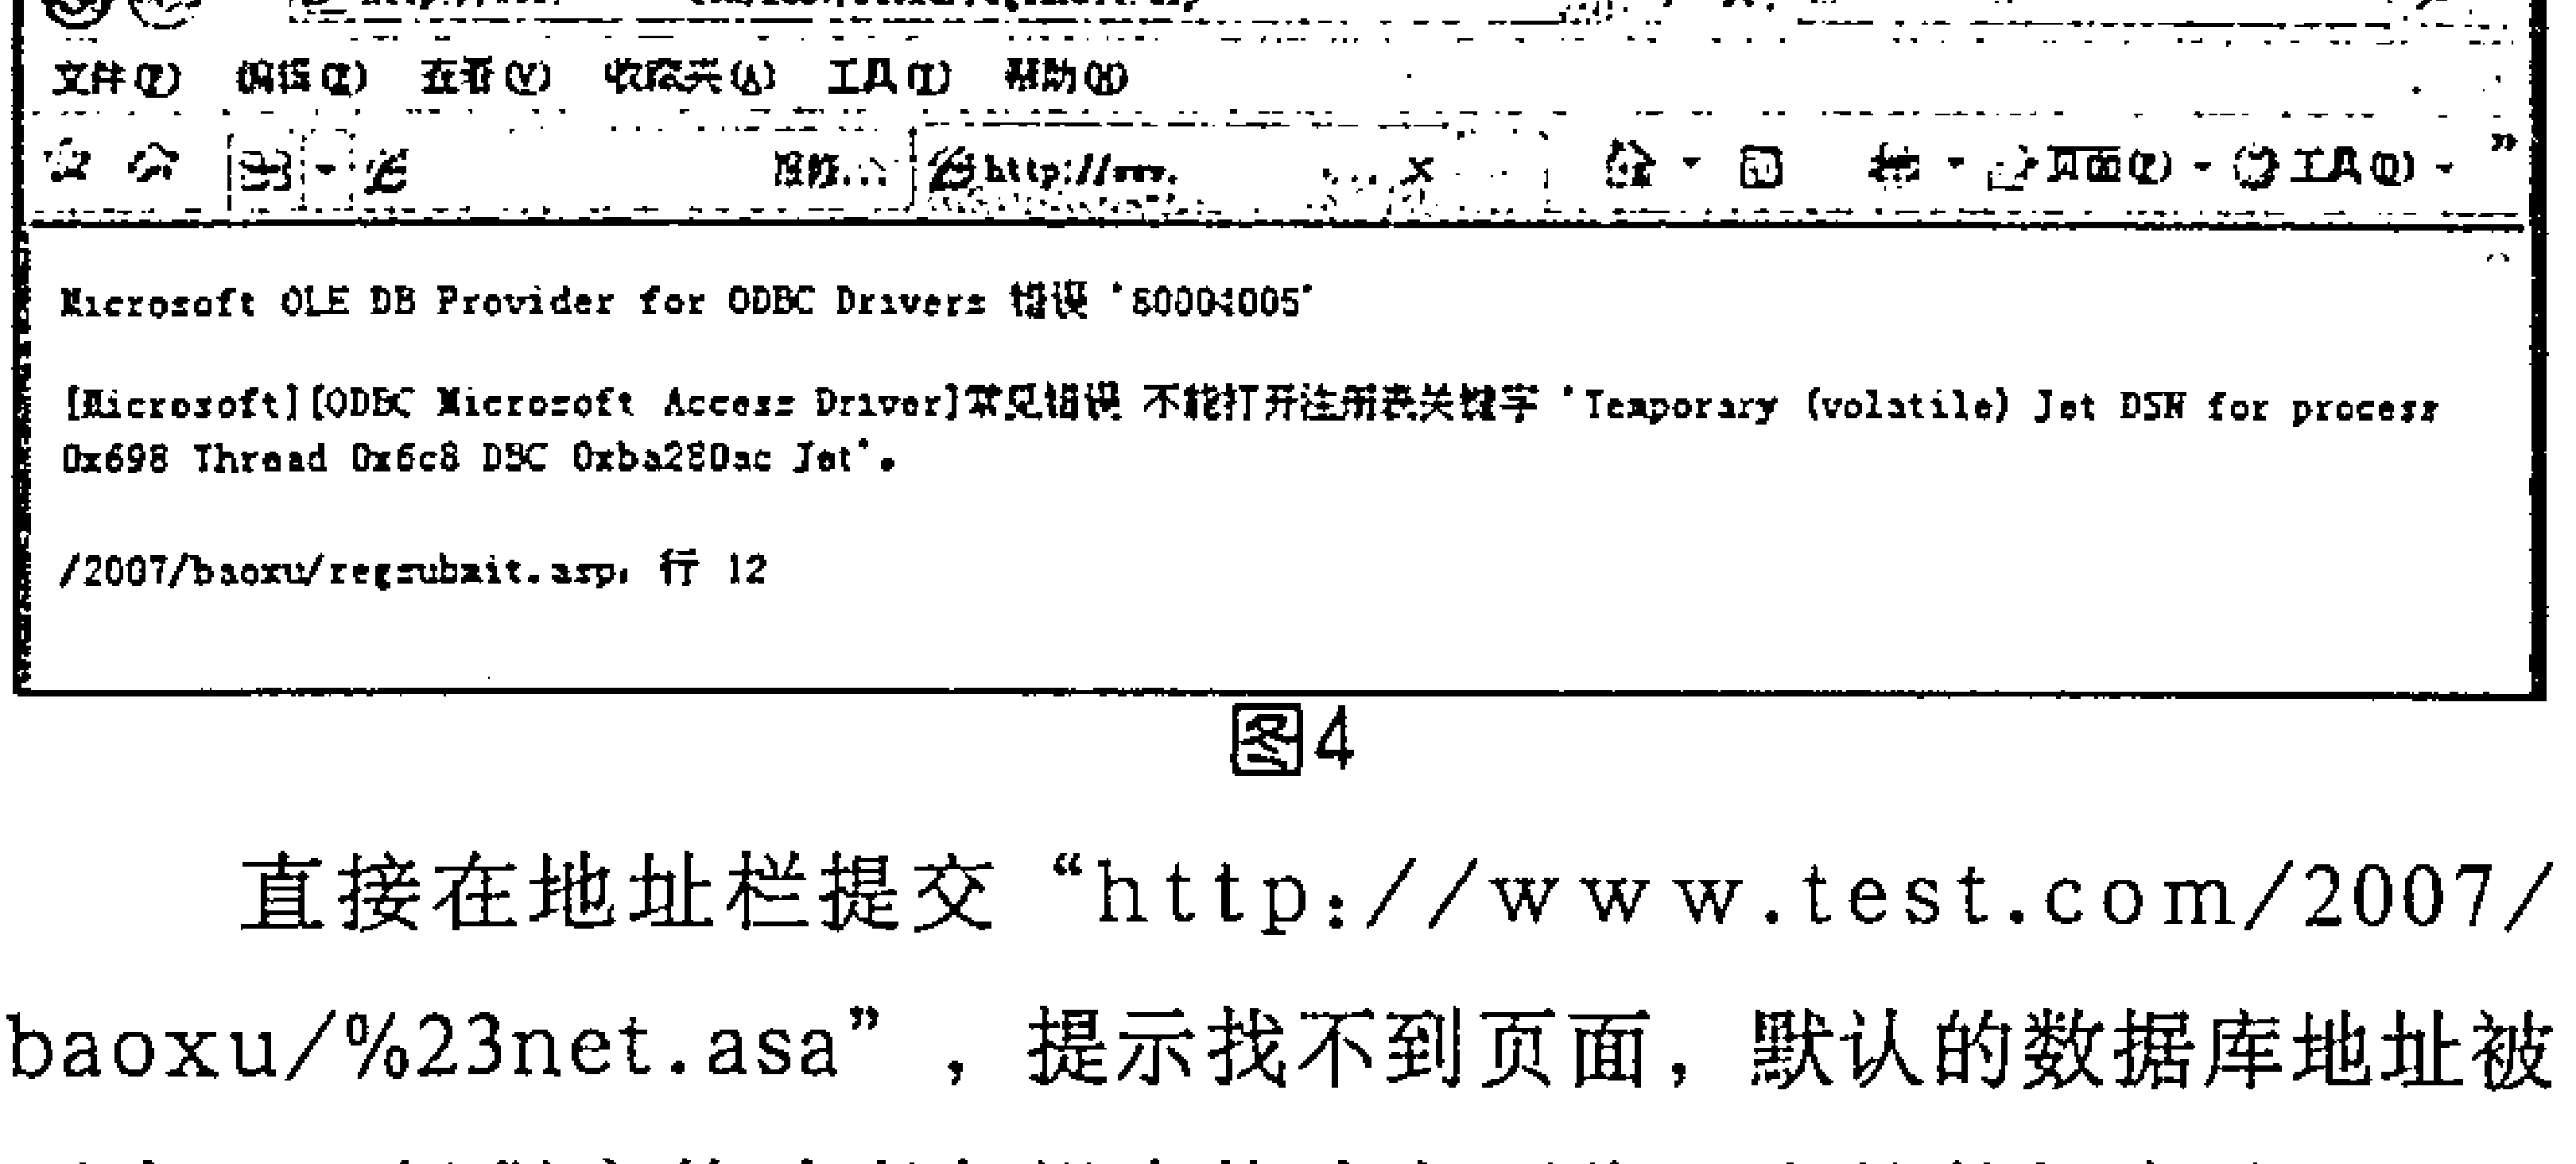 文件(F) 编辑(E) 查看(V) 收藏夹(A) 工具(T) 帮助(H)
http://www. 页面(P) 工具(O) »
Microsoft OLE DB Provider for ODBC Drivers 错误 '80004005'
[Microsoft][ODBC Microsoft Access Driver]常见错误 不能打开注册表关键字 'Temporary (volatile) Jet DSN for process
0x698 Thread 0x6c8 DBC 0xba280ac Jet'。
/2007/baoxu/regsubmit.asp, 行 12
图4
直接在地址栏提交“http://www.test.com/2007/
baoxu/%23net.asa”, 提示找不到页面, 默认的数据库地址被